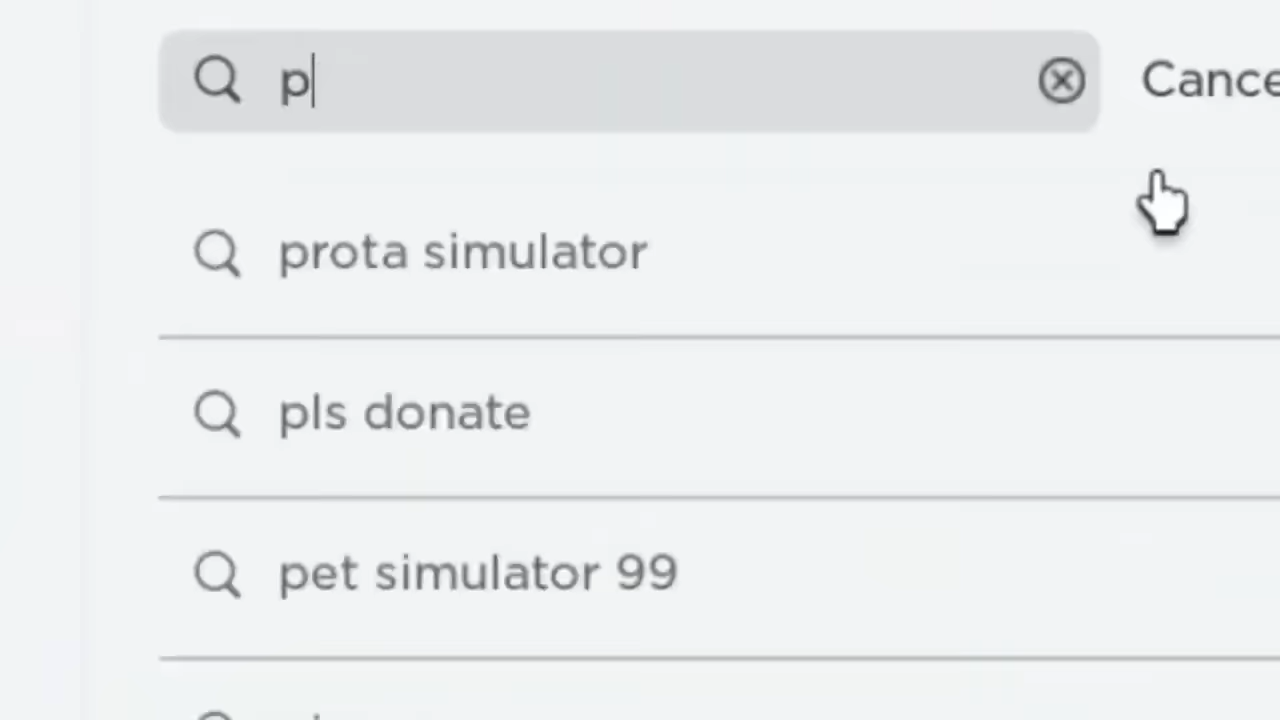 p
Cance
prota simulator
pls donate
pet simulator 99